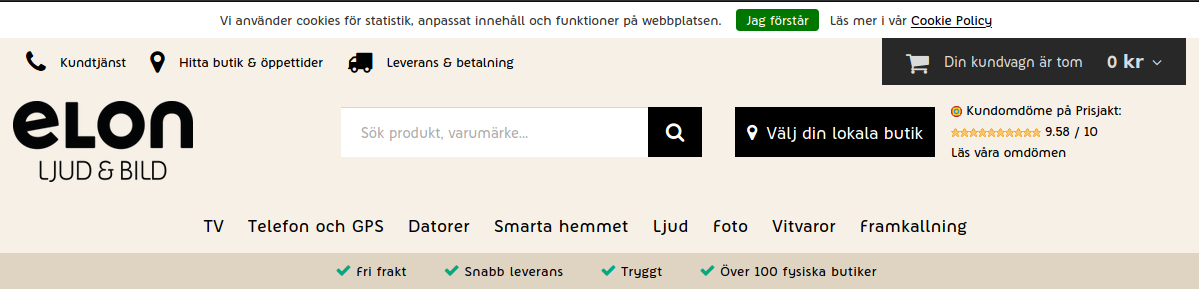 Vi använder cookies för statistik, anpassat innehåll och funktioner på webbplatsen. Jag förstår Läs mer i vår Cookie Policy
Kundtjänst Hitta butik & öppettider Leverans & betalning Din kundvagn är tom 0 kr
eLON
LJUD & BILD
Sök produkt, varumärke... Välj din lokala butik
Kundomdöme på Prisjakt:
9.58 / 10
Läs våra omdömen
TV Telefon och GPS Datorer Smarta hemmet Ljud Foto Vitvaror Framkallning
Fri frakt Snabb leverans Tryggt Över 100 fysiska butiker